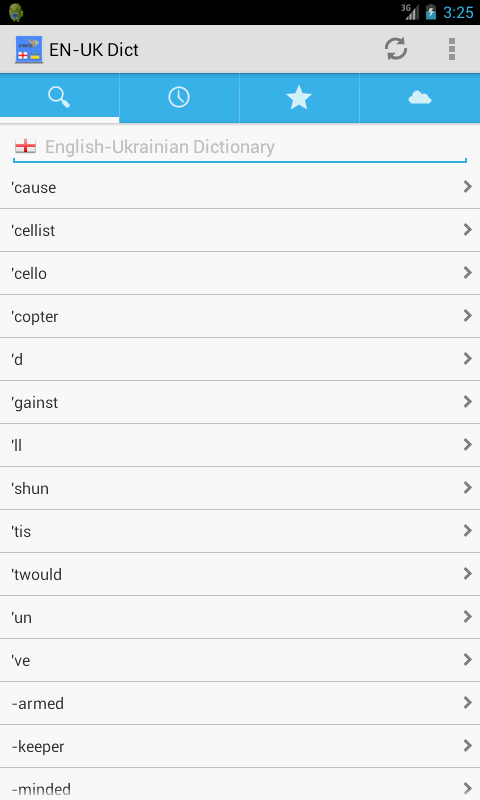 3G
3:25
EN-UK Dict
English-Ukrainian Dictionary
'cause
'cellist
'cello
'copter
'd
'gainst
'll
'shun
'tis
'twould
'un
've
-armed
-keeper
-minded